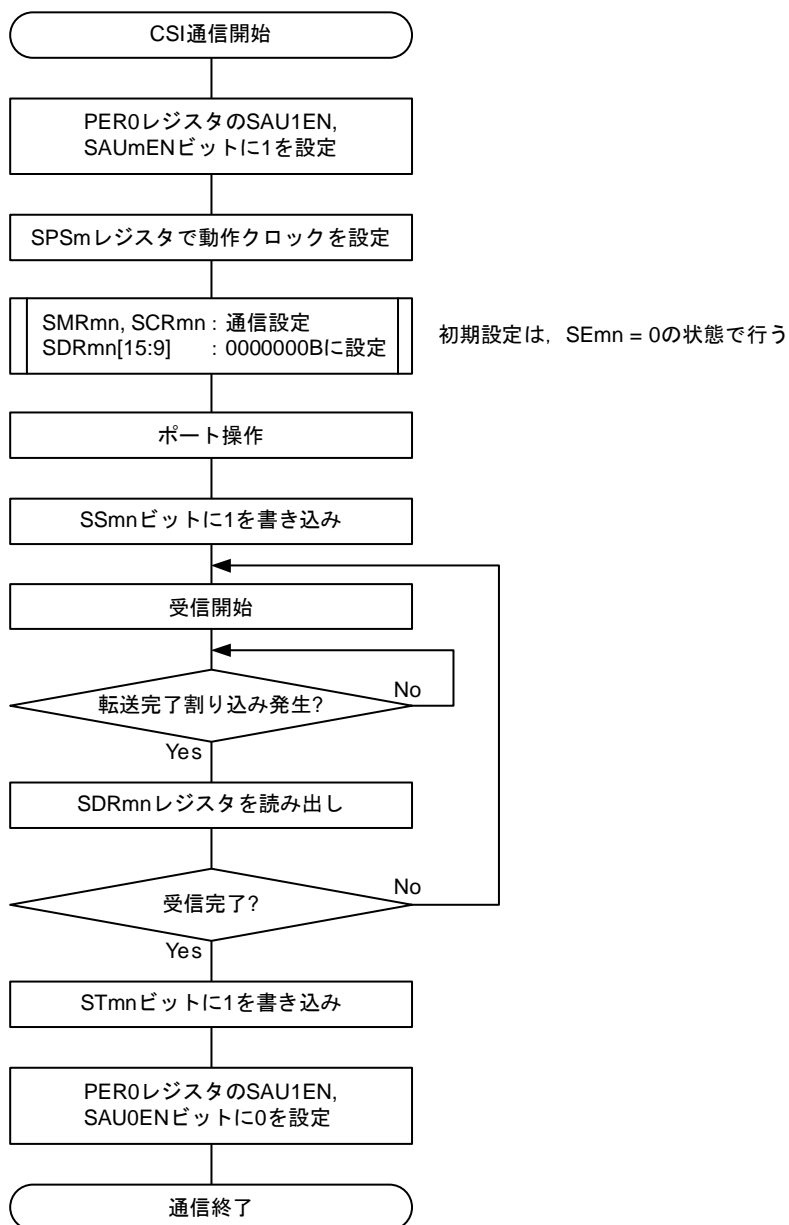 CSI通信開始
PER0レジスタのSAU1EN,
SAUmENビットに1を設定
SPSmレジスタで動作クロックを設定
SMRmn, SCRmn : 通信設定
SDRmn[15:9] : 0000000Bに設定
初期設定は，SEmn = 0の状態で行う
ポート操作
SSmnビットに1を書き込み
受信開始
転送完了割り込み発生?
No
Yes
SDRmnレジスタを読み出し
受信完了?
No
Yes
STmnビットに1を書き込み
PER0レジスタのSAU1EN,
SAU0ENビットに0を設定
通信終了